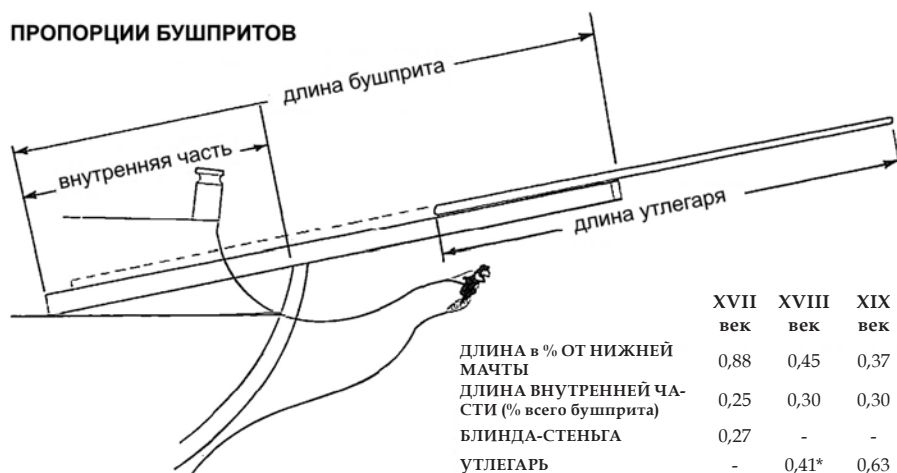 ПРОПОРЦИИ БУШПРИТОВ
длина бушприта
внутренняя часть
длина утлегаря
XVII XVIII XIX
век век век
ДЛИНА в % ОТ НИЖНЕЙ
МАЧТЫ 0,88 0,45 0,37
ДЛИНА ВНУТРЕННЕЙ ЧА-
СТИ (% всего бушприта) 0,25 0,30 0,30
БЛИНДА-СТЕНЬГА 0,27 - -
УТЛЕГАРЬ - 0,41* 0,63